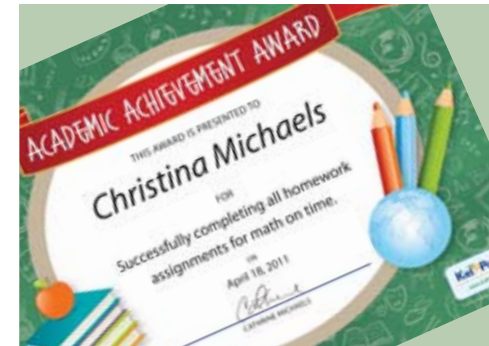 ACADEMIC ACHIEVEMENT AWARD
THIS AWARD IS PRESENTED TO
Christina Michaels
FOR
Successfully completing all homework
assignments for math on time.
ON
April 18, 2011
CATHRINE MICHAELS